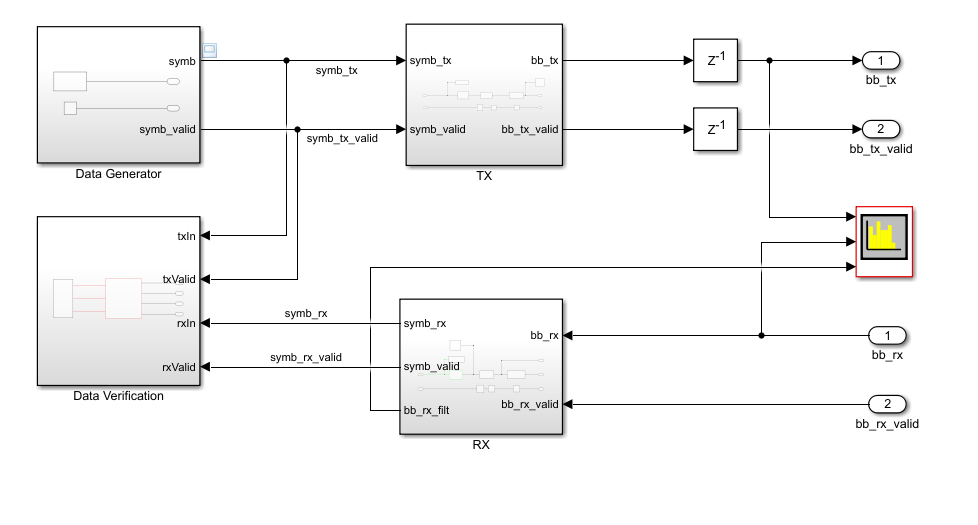 symb
symb_valid
Data Generator
symb_tx
symb_tx_valid
symb_tx
symb_valid
bb_tx
bb_tx_valid
TX
Z-1
Z-1
1
bb_tx
2
bb_tx_valid
txIn
txValid
rxIn
rxValid
Data Verification
symb_rx
symb_rx_valid
symb_rx
symb_valid
bb_rx_filt
bb_rx
bb_rx_valid
RX
1
bb_rx
2
bb_rx_valid